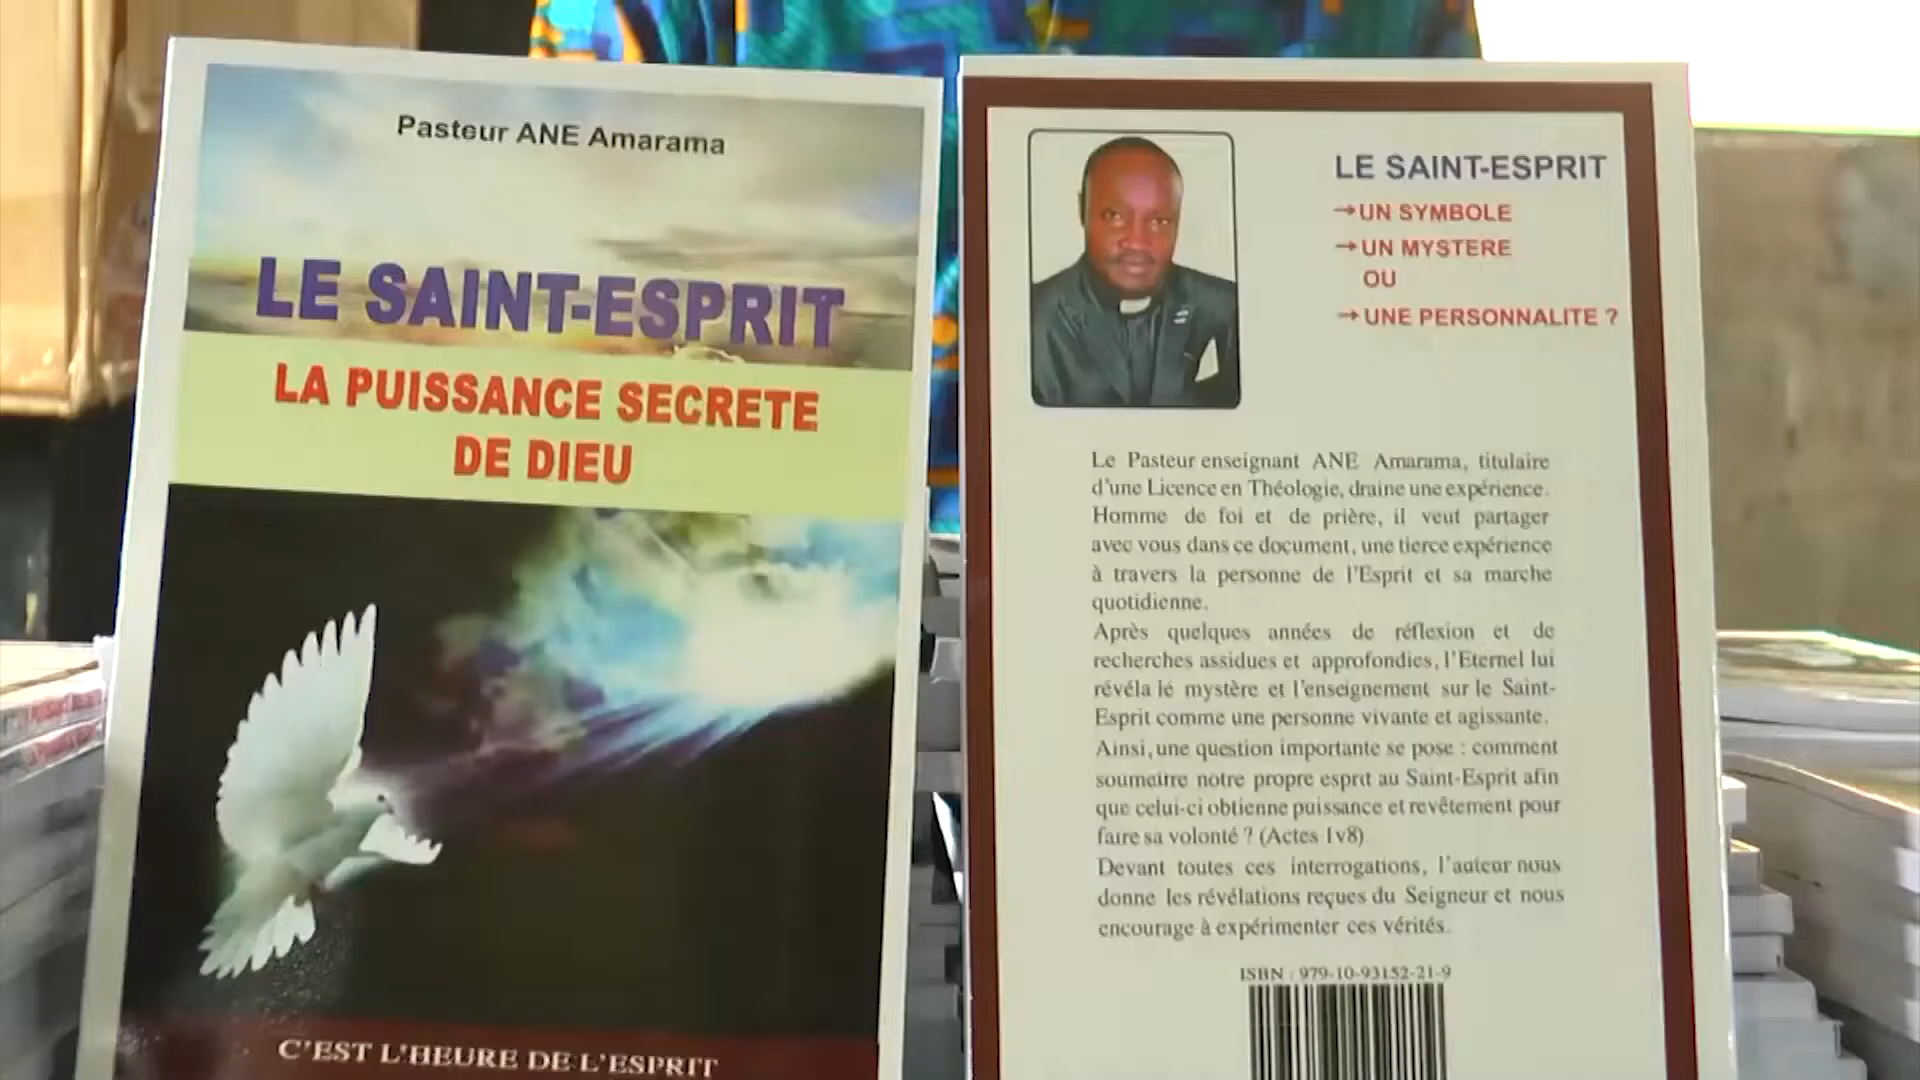 Pasteur ANE Amarama
LE SAINT-ESPRIT
LA PUISSANCE SECRETE
DE DIEU
C'EST L'HEURE DE L'ESPRIT
LE SAINT-ESPRIT
→UN SYMBOLE
→UN MYSTERE
OU
→UNE PERSONNALITE ?
Le Pasteur enseignant ANE Amarama, titulaire
d'une Licence en Théologie, draine une expérience.
Homme de foi et de prière, il veut partager
avec vous dans ce document, une tierce expérience
à travers la personne de l'Esprit et sa marche
quotidienne.
Après quelques années de réflexion et de
recherches assidues et approfondies, l'Eternel lui
révéla le mystère et l'enseignement sur le Saint-
Esprit comme une personne vivante et agissante.
Ainsi, une question importante se pose : comment
soumettre notre propre esprit au Saint-Esprit afin
que celui-ci obtienne puissance et revêtement pour
faire sa volonté ? (Actes 1v8)
Devant toutes ces interrogations, l'auteur nous
donne les révélations reçues du Seigneur et nous
encourage à expérimenter ces vérités.
ISBN : 979-10-93152-21-9